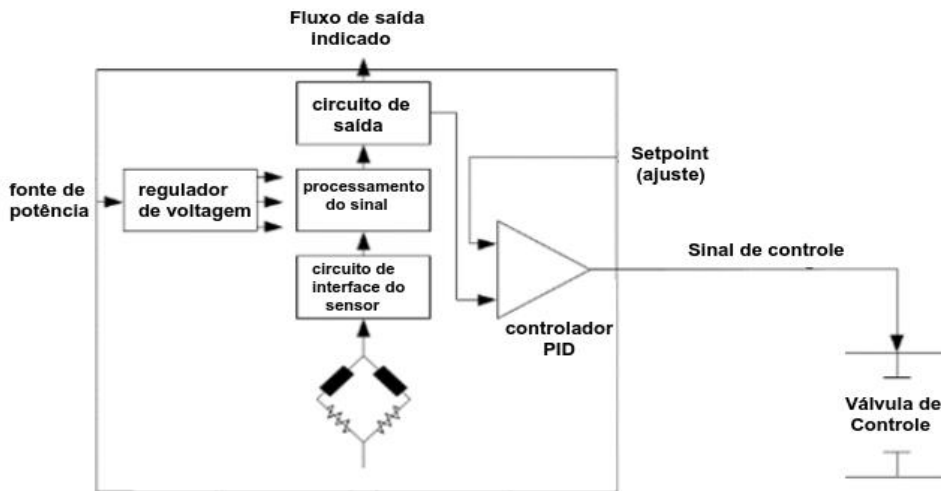 Fluxo de saída
indicado
circuito de
saída
Setpoint
(ajuste)
fonte de
potência
regulador
de voltagem
processamento
do sinal
Sinal de controle
circuito de
interface do
sensor
controlador
PID
Válvula de
Controle